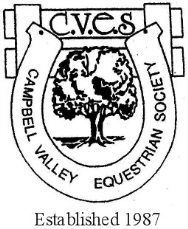 C.V.E.S
CAMPBELL VALLEY EQUESTRIAN SOCIETY
Established 1987